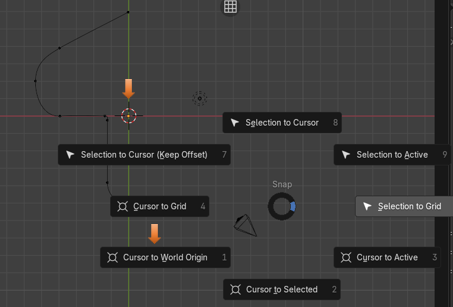 Selection to Cursor 8
Selection to Cursor (Keep Offset) 7
Selection to Active 9
Snap
Cursor to Grid 4
Selection to Grid
Cursor to World Origin 1
Cursor to Active 3
Cursor to Selected 2